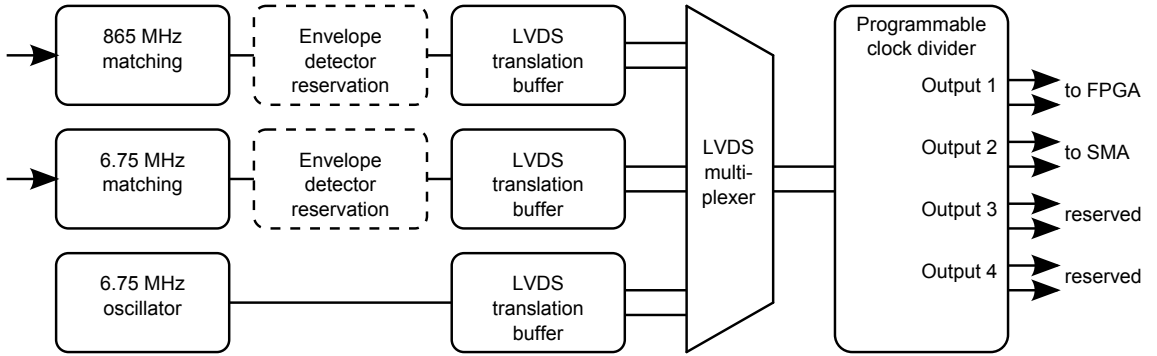 865 MHz
matching
Envelope
detector
reservation
LVDS
translation
buffer
6.75 MHz
matching
Envelope
detector
reservation
LVDS
translation
buffer
6.75 MHz
oscillator
LVDS
translation
buffer
LVDS
multi-
plexer
Programmable
clock divider
Output 1
to FPGA
Output 2
to SMA
Output 3
reserved
Output 4
reserved